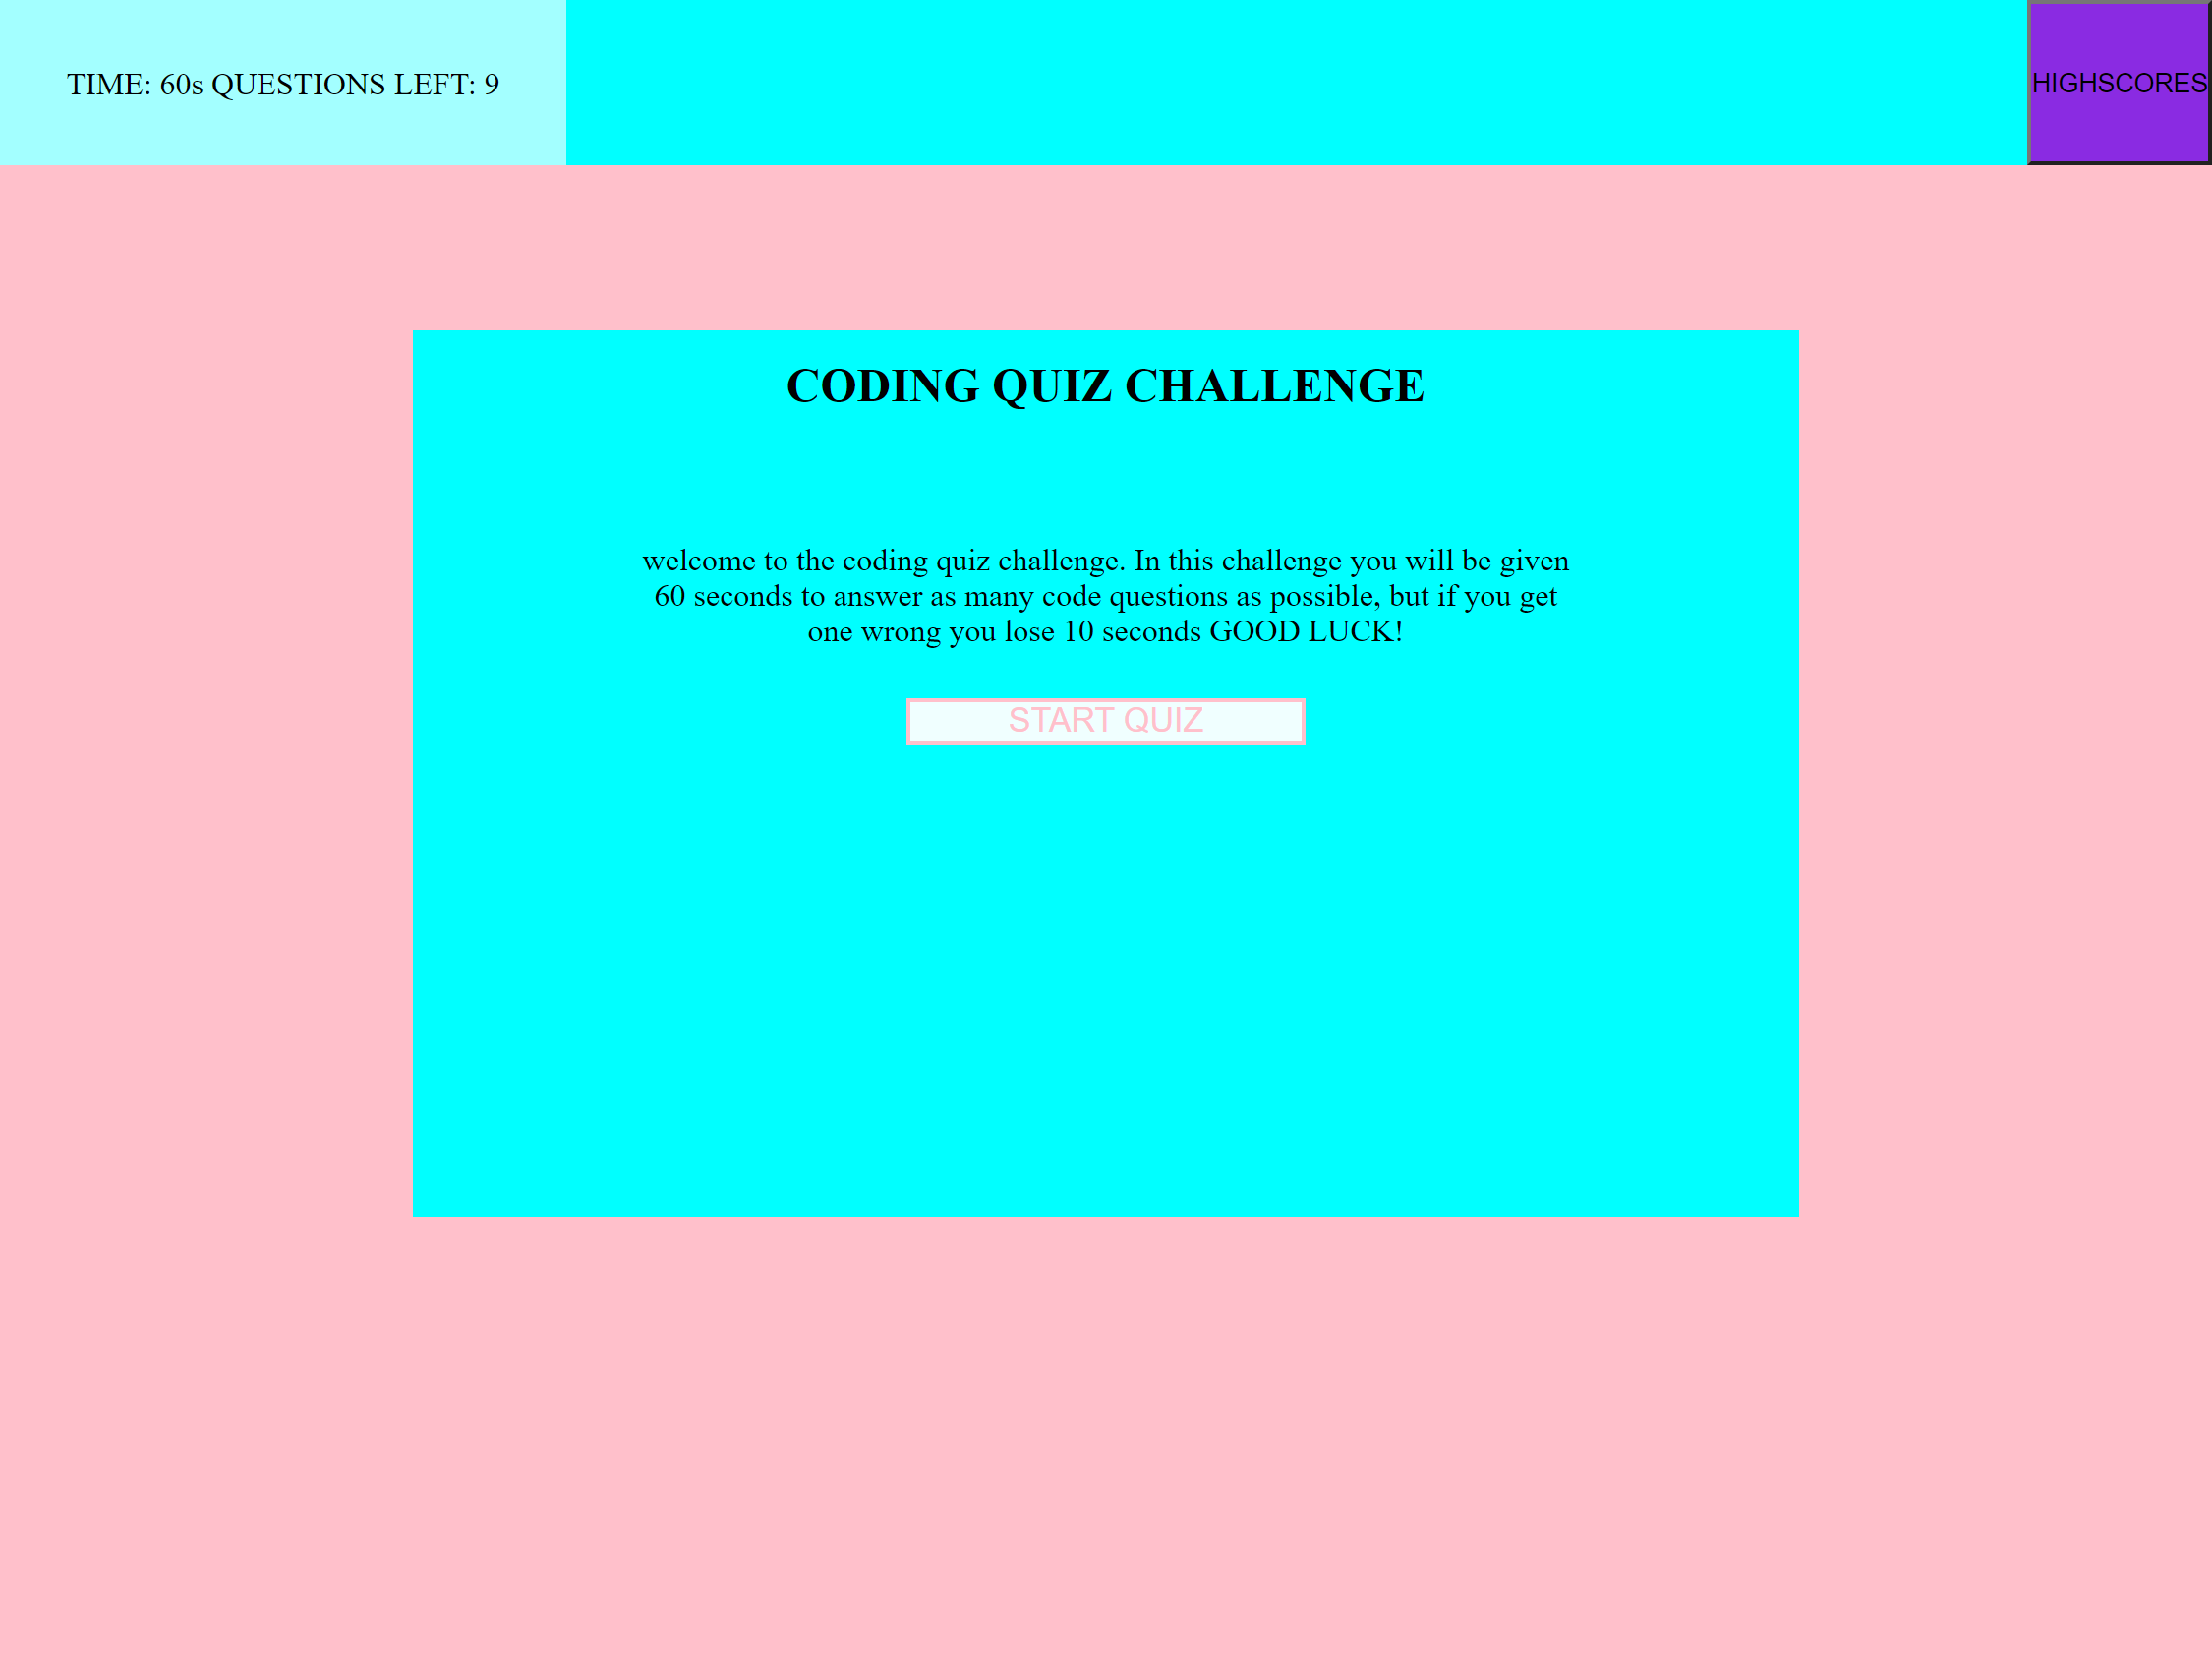 TIME: 60s QUESTIONS LEFT: 9
HIGHSCORES
CODING QUIZ CHALLENGE
welcome to the coding quiz challenge. In this challenge you will be given
60 seconds to answer as many code questions as possible, but if you get
one wrong you lose 10 seconds GOOD LUCK!
START QUIZ